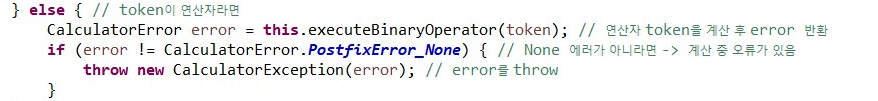 } else { // token이 연산자라면
CalculatorError error = this.executeBinaryOperator(token); // 연산자 token을 계산 후 error 반환
if (error != CalculatorError.PostfixError_None) { // None 에러가 아니라면 -> 계산 중 오류가 있음
throw new CalculatorException(error); // error를 throw
}